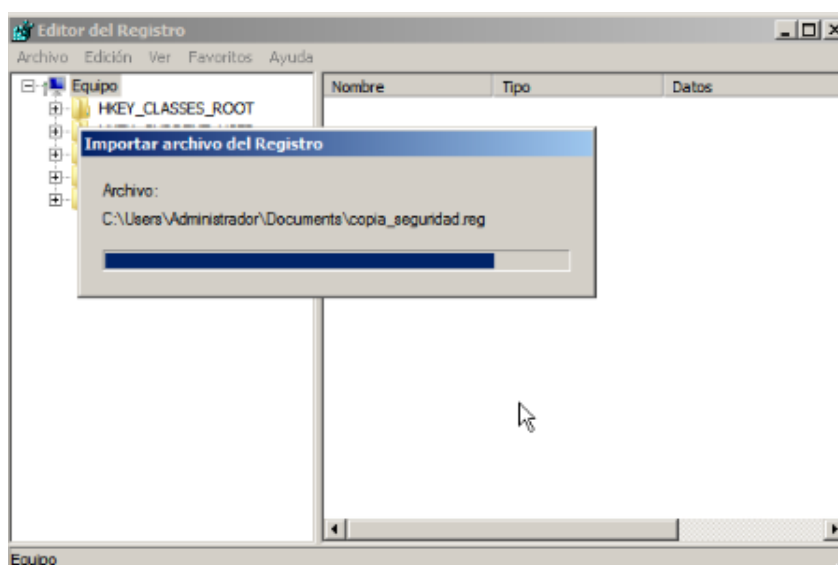 Editor del Registro
Archivo Edición Ver Favoritos Ayuda
Equipo
Nombre Tipo Datos
HKEY_CLASSES_ROOT
Importar archivo del Registro
Archivo:
C:\Users\Administrador\Documents\copia_seguridad.reg
Equipo